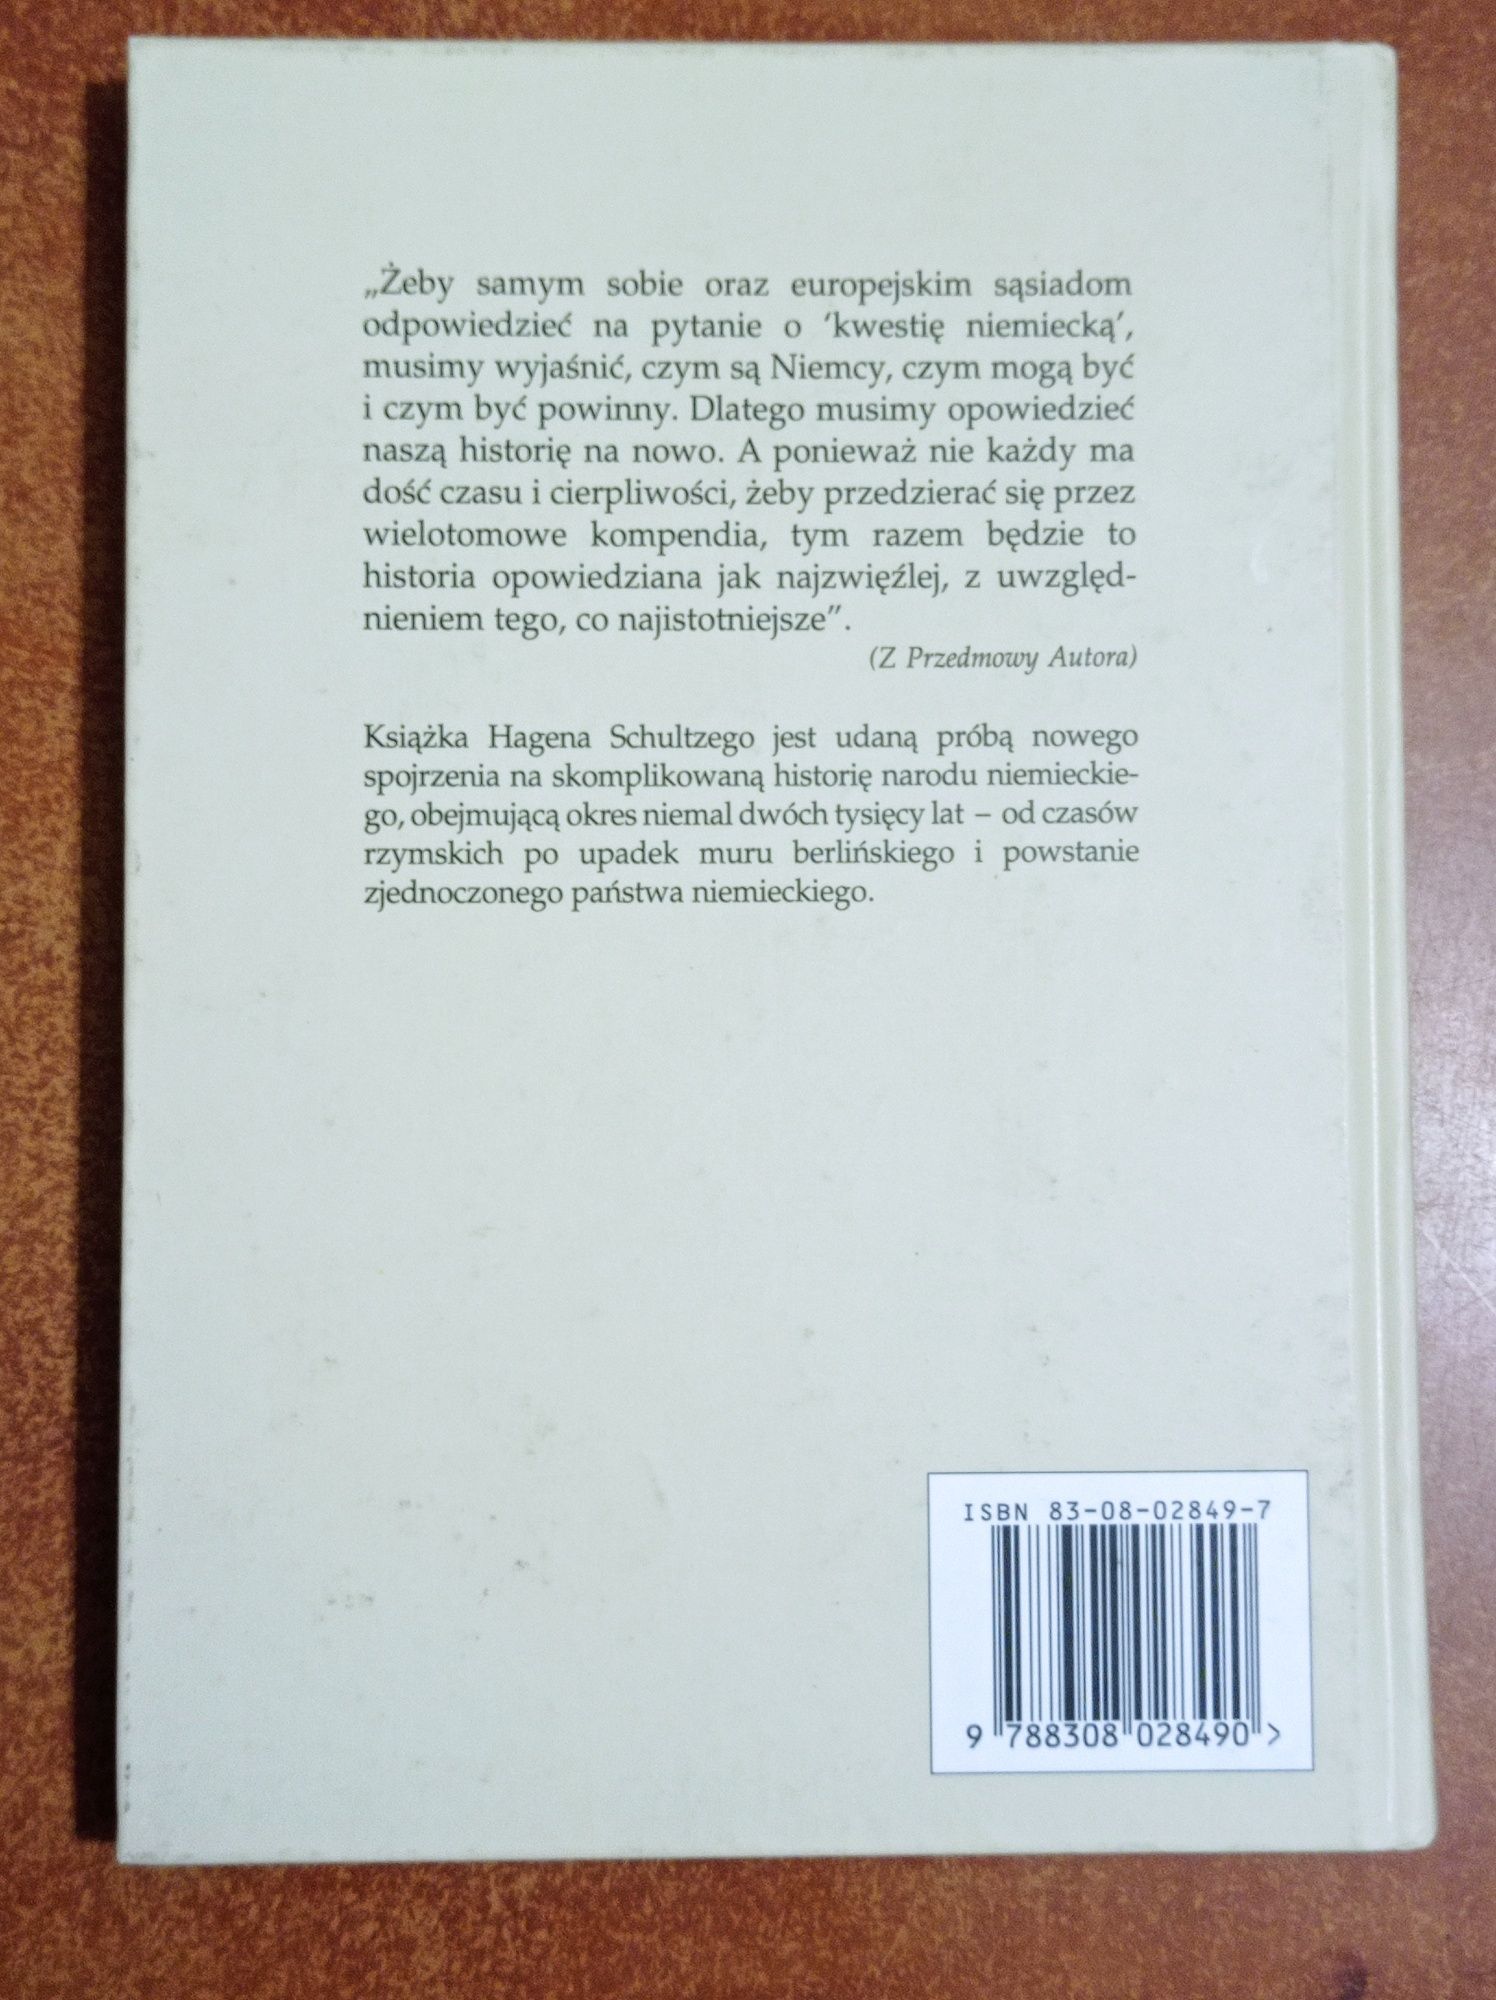 „Żeby samym sobie oraz europejskim sąsiadom
odpowiedzieć na pytanie o ‘kwestię niemiecką’,
musimy wyjaśnić, czym są Niemcy, czym mogą być
i czym być powinny. Dlatego musimy opowiedzieć
naszą historię na nowo. A ponieważ nie każdy ma
dość czasu i cierpliwości, żeby przedzierać się przez
wielotomowe kompendia, tym razem będzie to
historia opowiedziana jak najzwięźlej, z uwzględ-
nieniem tego, co najistotniejsze”.
(Z Przedmowy Autora)
Książka Hagena Schultzego jest udaną próbą nowego
spojrzenia na skomplikowaną historię narodu niemieckie-
go, obejmującą okres niemal dwóch tysięcy lat – od czasów
rzymskich po upadek muru berlińskiego i powstanie
zjednoczonego państwa niemieckiego.
ISBN 83-08-02849-7
9 788308 028490 >